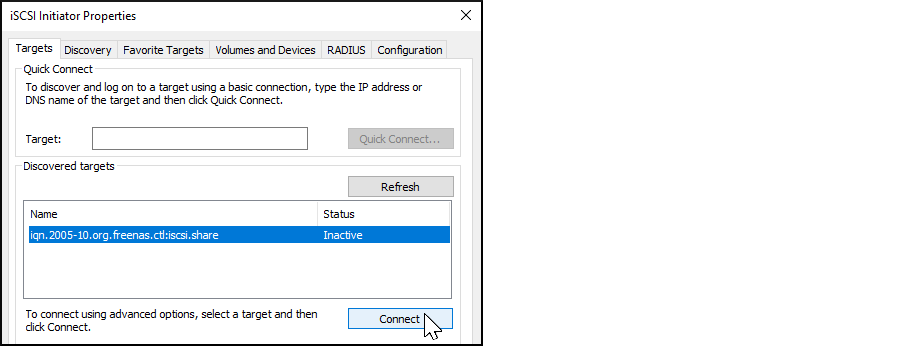 iSCSI Initiator Properties
Targets Discovery Favorite Targets Volumes and Devices RADIUS Configuration
Quick Connect
To discover and log on to a target using a basic connection, type the IP address or
DNS name of the target and then click Quick Connect.
Target:
Quick Connect...
Discovered targets
Refresh
Name Status
iqn.2005-10.org.freenas.ctl:iscsi.share Inactive
To connect using advanced options, select a target and then
click Connect.
Connect